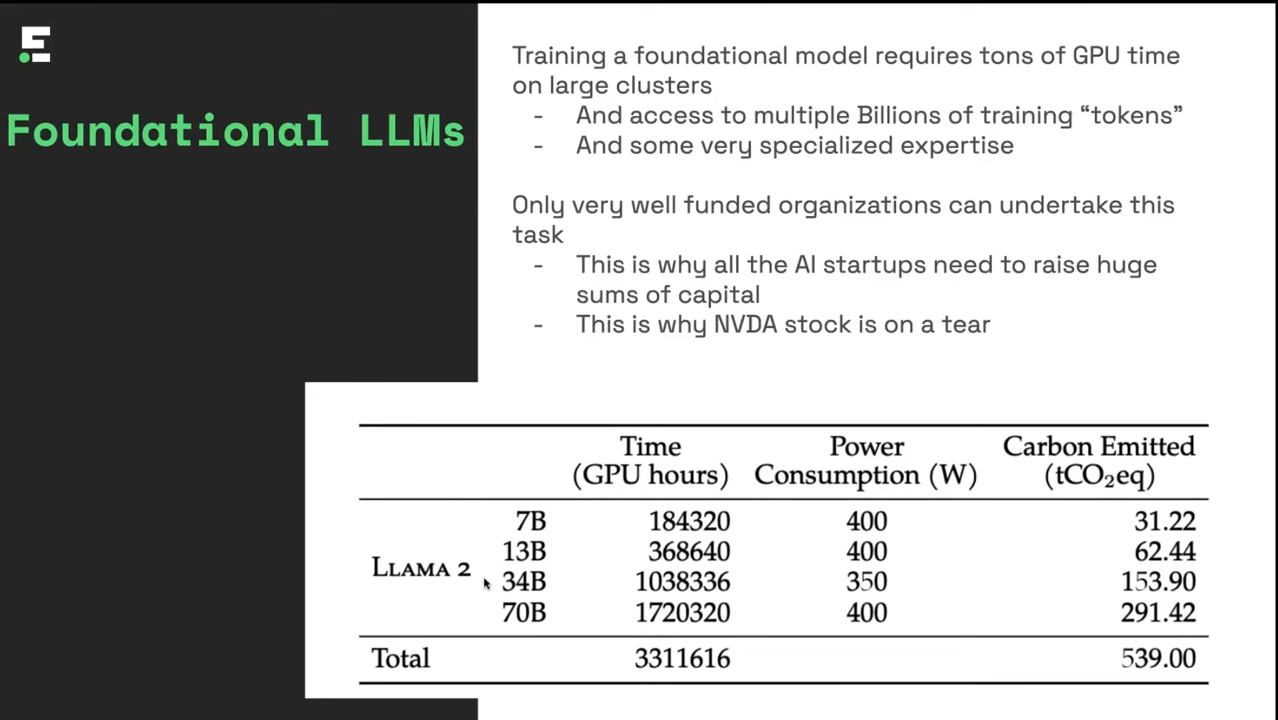 Foundational LLMs
Training a foundational model requires tons of GPU time
on large clusters
- And access to multiple Billions of training “tokens”
- And some very specialized expertise
Only very well funded organizations can undertake this
task
- This is why all the AI startups need to raise huge
sums of capital
- This is why NVDA stock is on a tear
Time Power Carbon Emitted
(GPU hours) Consumption (W) (tCO₂eq)
7B 184320 400 31.22
13B 368640 400 62.44
LLAMA 2
34B 1038336 350 153.90
70B 1720320 400 291.42
Total 3311616 539.00